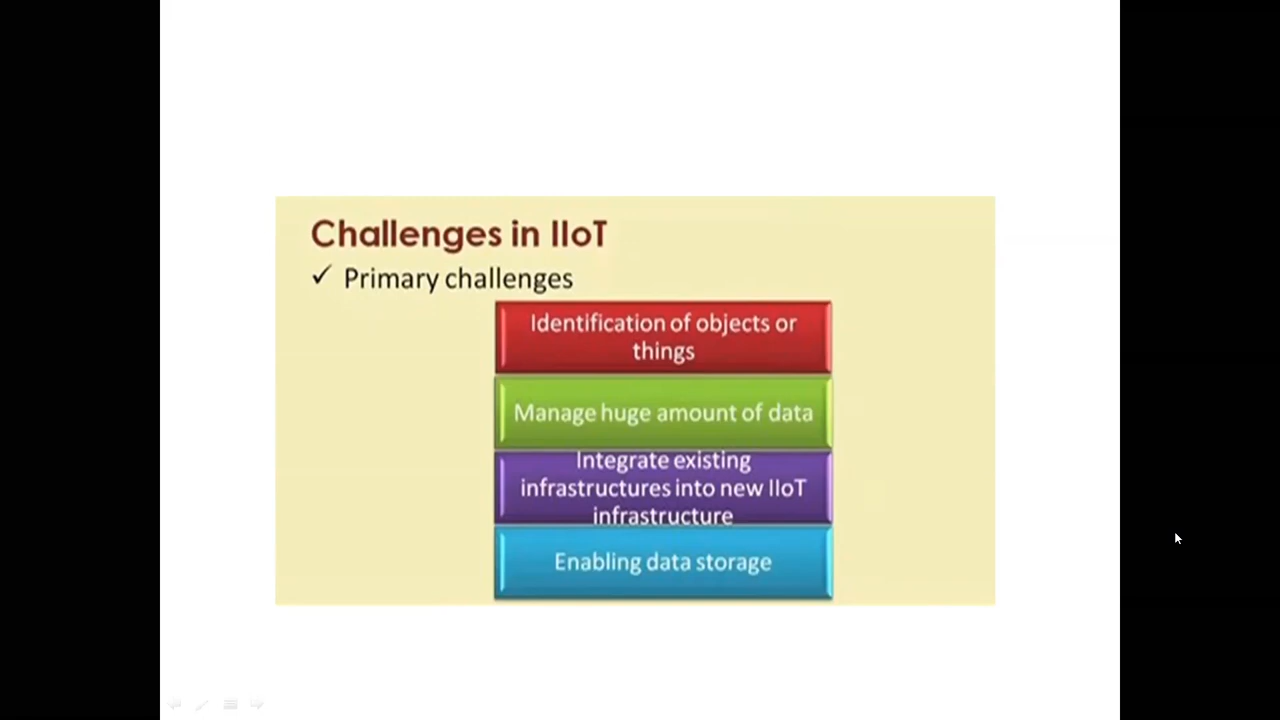 Challenges in IIoT
✓ Primary challenges
Identification of objects or
things
Manage huge amount of data
Integrate existing
infrastructures into new IIoT
infrastructure
Enabling data storage